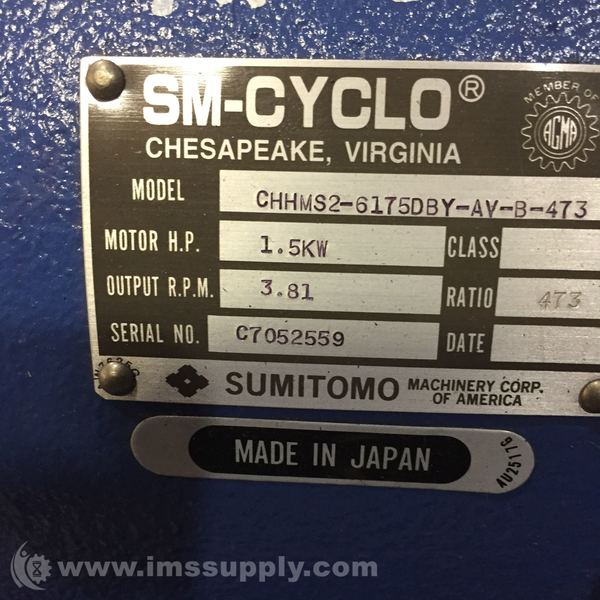 SM-CYCLO®
MEMBER OF
AGMA
CHESAPEAKE, VIRGINIA
MODEL CHHMS2-6175DBY-AV-B-473
MOTOR H.P. 1.5KW CLASS
OUTPUT R.P.M. 3.81 RATIO 473
SERIAL NO. C7052559 DATE
SUMITOMO MACHINERY CORP.
OF AMERICA
MADE IN JAPAN
AU25176
www.imssupply.com